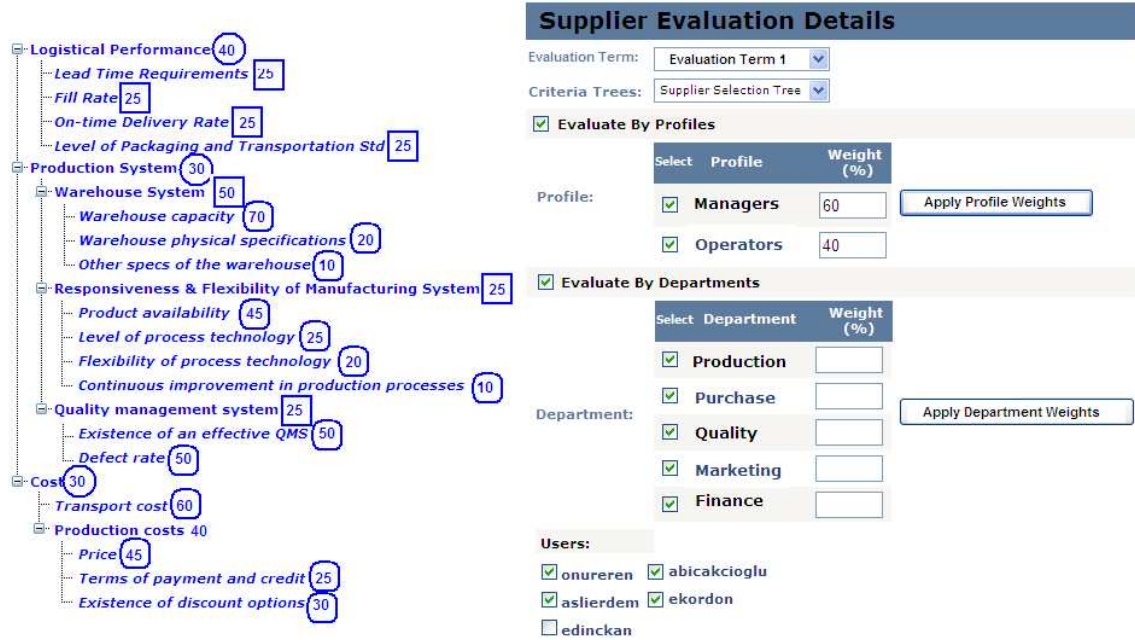 Logistical Performance 40
Lead Time Requirements 25
Fill Rate 25
On-time Delivery Rate 25
Level of Packaging and Transportation Std 25
Production System 30
Warehouse System 50
Warehouse capacity 70
Warehouse physical specifications 20
Other specs of the warehouse 10
Responsiveness & Flexibility of Manufacturing System 25
Product availability 45
Level of process technology 25
Flexibility of process technology 20
Continuous improvement in production processes 10
Quality management system 25
Existence of an effective QMS 50
Defect rate 50
Cost 30
Transport cost 60
Production costs 40
Price 45
Terms of payment and credit 25
Existence of discount options 30
Supplier Evaluation Details
Evaluation Term: Evaluation Term 1
Criteria Trees: Supplier Selection Tree
Evaluate By Profiles
Select Profile Weight (%)
Profile:
Managers 60
Apply Profile Weights
Operators 40
Evaluate By Departments
Select Department Weight (%)
Production
Purchase
Department:
Apply Department Weights
Quality
Marketing
Finance
Users:
onureren abicakcioglu
aslierdem ekordon
edinckan